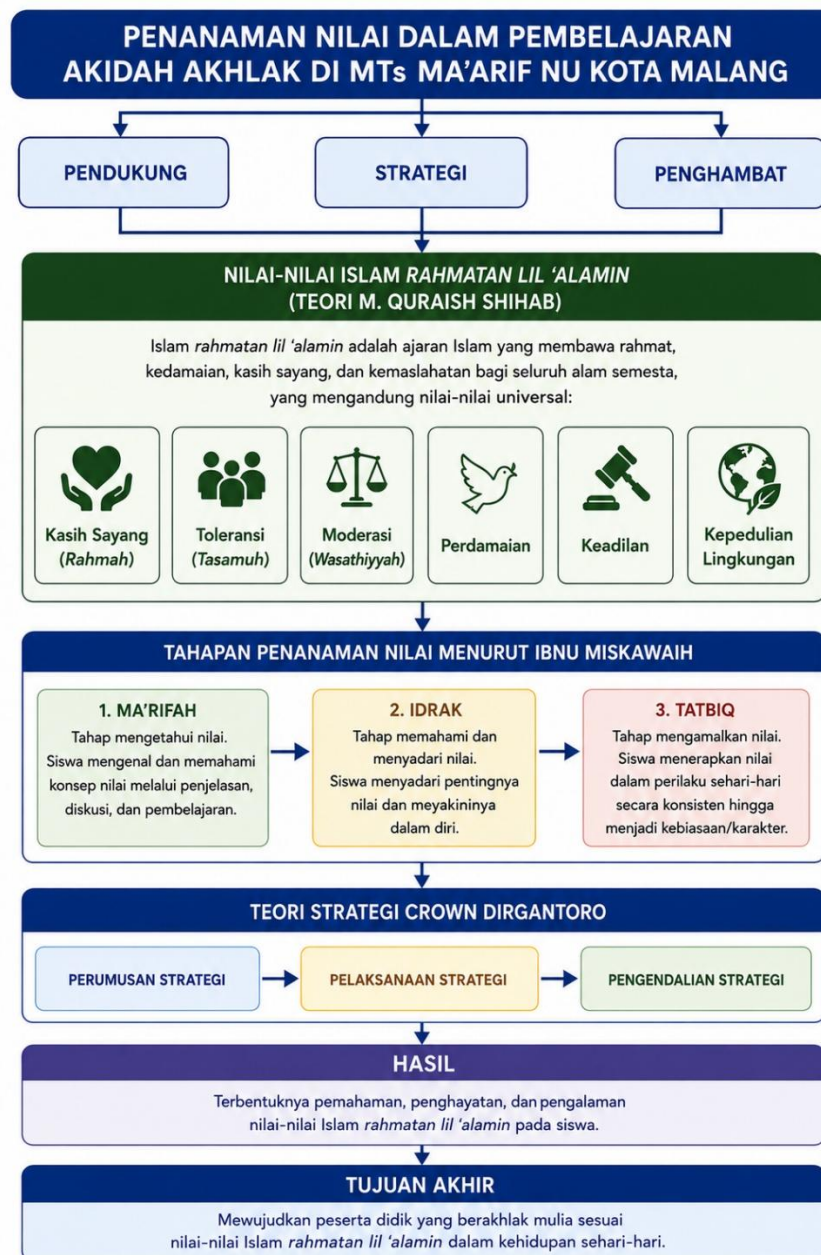 PENANAMAN NILAI DALAM PEMBELAJARAN
AKIDAH AKHLAK DI MTs MA'ARIF NU KOTA MALANG
PENDUKUNG
STRATEGI
PENGHAMBAT
NILAI-NILAI ISLAM RAHMATAN LIL 'ALAMIN
(TEORI M. QURAISH SHIHAB)
Islam rahmatan lil 'alamin adalah ajaran Islam yang membawa rahmat,
kedamaian, kasih sayang, dan kemaslahatan bagi seluruh alam semesta,
yang mengandung nilai-nilai universal:
Kasih Sayang
(Rahmah)
Toleransi
(Tasamuh)
Moderasi
(Wasathiyyah)
Perdamaian
Keadilan
Kepedulian
Lingkungan
TAHAPAN PENANAMAN NILAI MENURUT IBNU MISKAWAIH
1. MA'RIFAH
Tahap mengetahui nilai.
Siswa mengenal dan memahami
konsep nilai melalui penjelasan,
diskusi, dan pembelajaran.
2. IDRAK
Tahap memahami dan
menyadari nilai.
Siswa menyadari pentingnya
nilai dan meyakininya
dalam diri.
3. TATBIQ
Tahap mengamalkan nilai.
Siswa menerapkan nilai
dalam perilaku sehari-hari
secara konsisten hingga
menjadi kebiasaan/karakter.
TEORI STRATEGI CROWN DIRGANTORO
PERUMUSAN STRATEGI
PELAKSANAAN STRATEGI
PENGENDALIAN STRATEGI
HASIL
Terbentuknya pemahaman, penghayatan, dan pengalaman
nilai-nilai Islam rahmatan lil 'alamin pada siswa.
TUJUAN AKHIR
Mewujudkan peserta didik yang berakhlak mulia sesuai
nilai-nilai Islam rahmatan lil 'alamin dalam kehidupan sehari-hari.